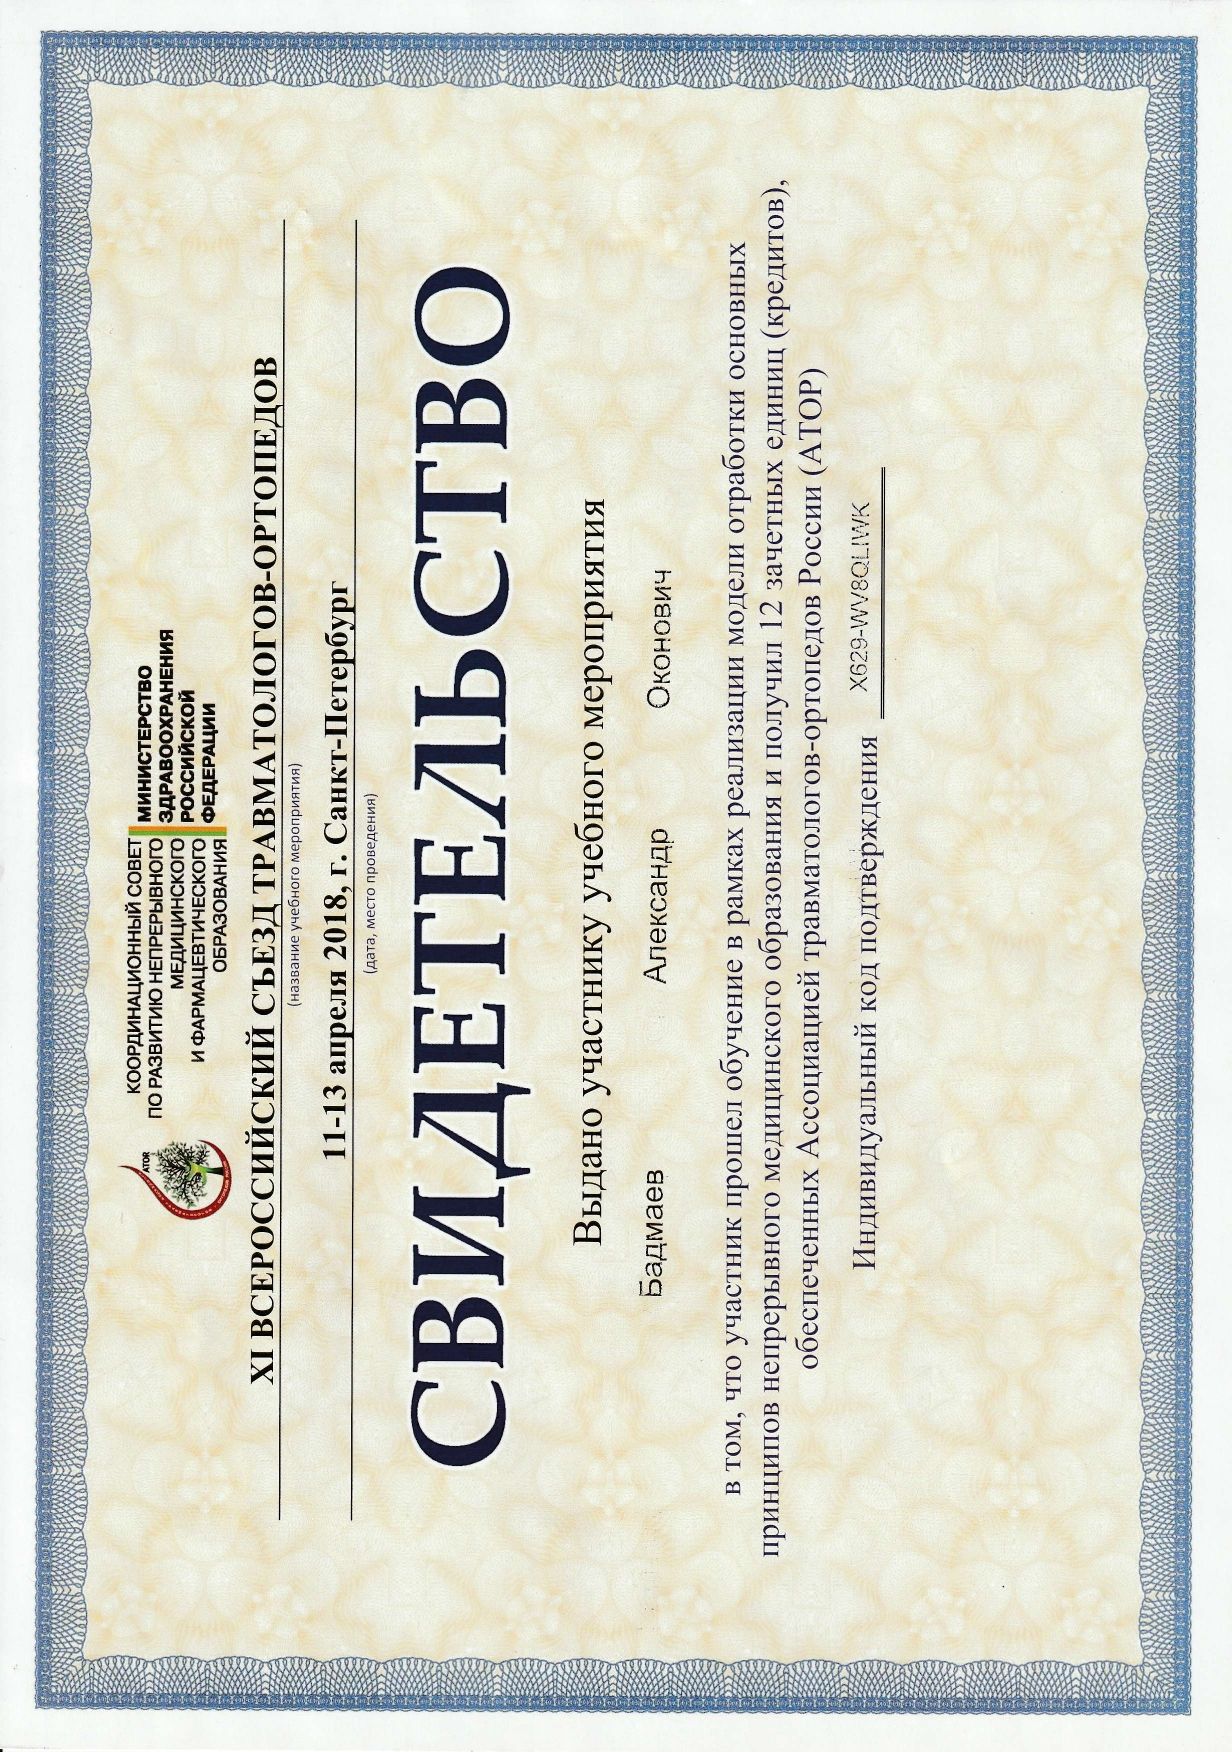 АТОР
КООРДИНАЦИОННЫЙ СОВЕТ
ПО РАЗВИТИЮ НЕПРЕРЫВНОГО
МЕДИЦИНСКОГО
И ФАРМАЦЕВТИЧЕСКОГО
ОБРАЗОВАНИЯ
МИНИСТЕРСТВО
ЗДРАВООХРАНЕНИЯ
РОССИЙСКОЙ
ФЕДЕРАЦИИ
XI ВСЕРОССИЙСКИЙ СЪЕЗД ТРАВМАТОЛОГОВ-ОРТОПЕДОВ
(название учебного мероприятия)
11-13 апреля 2018, г. Санкт-Петербург
(дата, место проведения)
СВИДЕТЕЛЬСТВО
Выдано участнику учебного мероприятия
Бадмаев Александр Оконович
в том, что участник прошел обучение в рамках реализации модели отработки основных
принципов непрерывного медицинского образования и получил 12 зачетных единиц (кредитов),
обеспеченных Ассоциацией травматологов-ортопедов России (АТОР)
Индивидуальный код подтверждения X629-WV8QLIWK